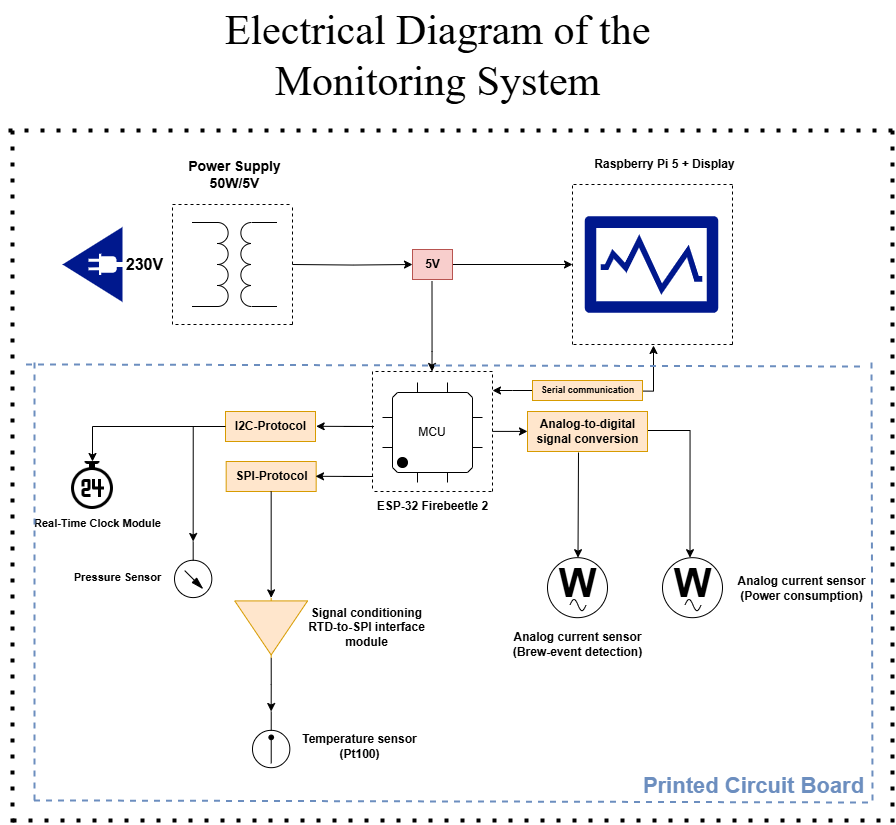 Electrical Diagram of the
Monitoring System
Power Supply
50W/5V
Raspberry Pi 5 + Display
230V
5V
Serial communication
I2C-Protocol
MCU
Analog-to-digital
signal conversion
SPI-Protocol
24
ESP-32 Firebeetle 2
Real-Time Clock Module
Pressure Sensor
W
W
Analog current sensor
(Power consumption)
Signal conditioning
RTD-to-SPI interface
module
Analog current sensor
(Brew-event detection)
Temperature sensor
(Pt100)
Printed Circuit Board